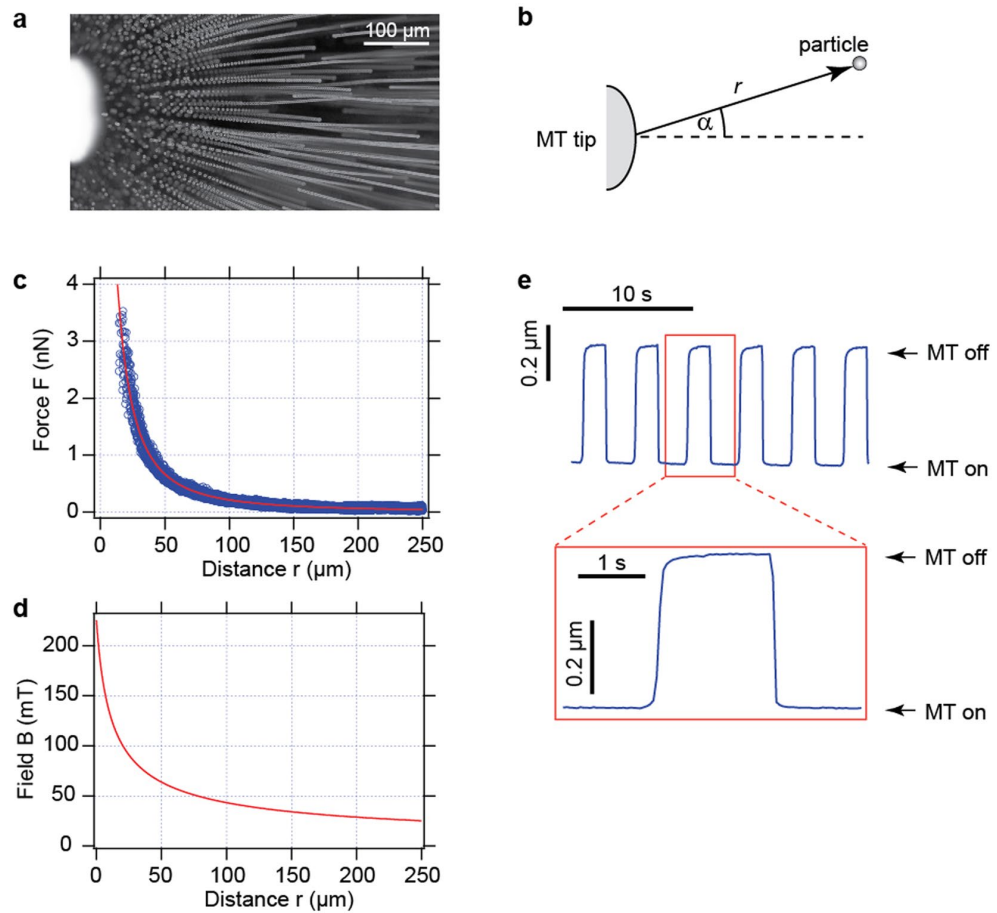 a
100 µm
b
particle
r
α
MT tip
c
4
3
2
1
0
Force F (nN)
0 50 100 150 200 250
Distance r (µm)
d
200
150
100
50
0
Field B (mT)
0 50 100 150 200 250
Distance r (µm)
e
10 s
0.2 µm
MT off
MT on
1 s
0.2 µm
MT off
MT on